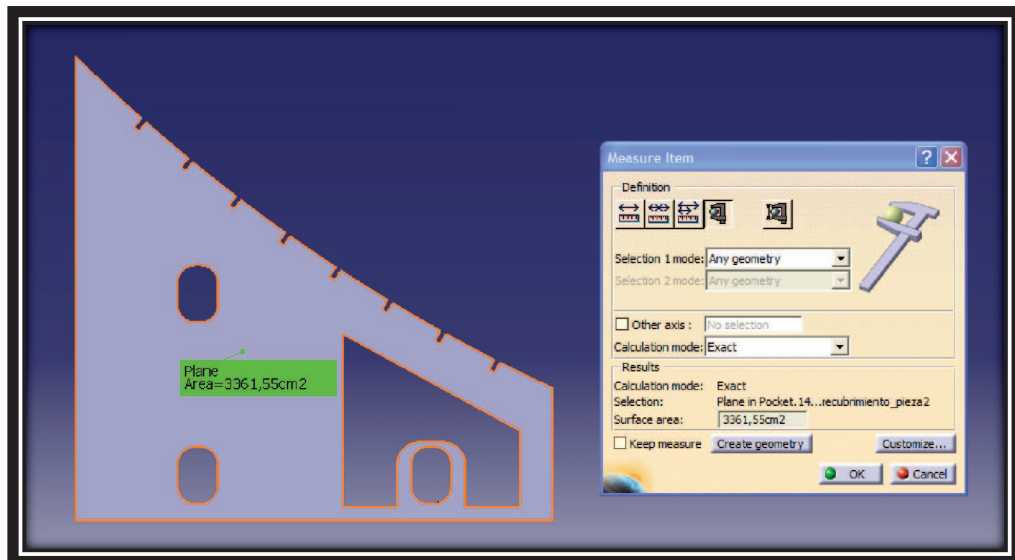 Plane
Area=3361,55cm2
Measure Item
Definition
Selection 1 mode: Any geometry
Selection 2 mode: Any geometry
Other axis : No selection
Calculation mode: Exact
Results
Calculation mode: Exact
Selection: Plane in Pocket.14...recubrimiento_pieza2
Surface area: 3361,55cm2
Keep measure Create geometry Customize...
OK Cancel